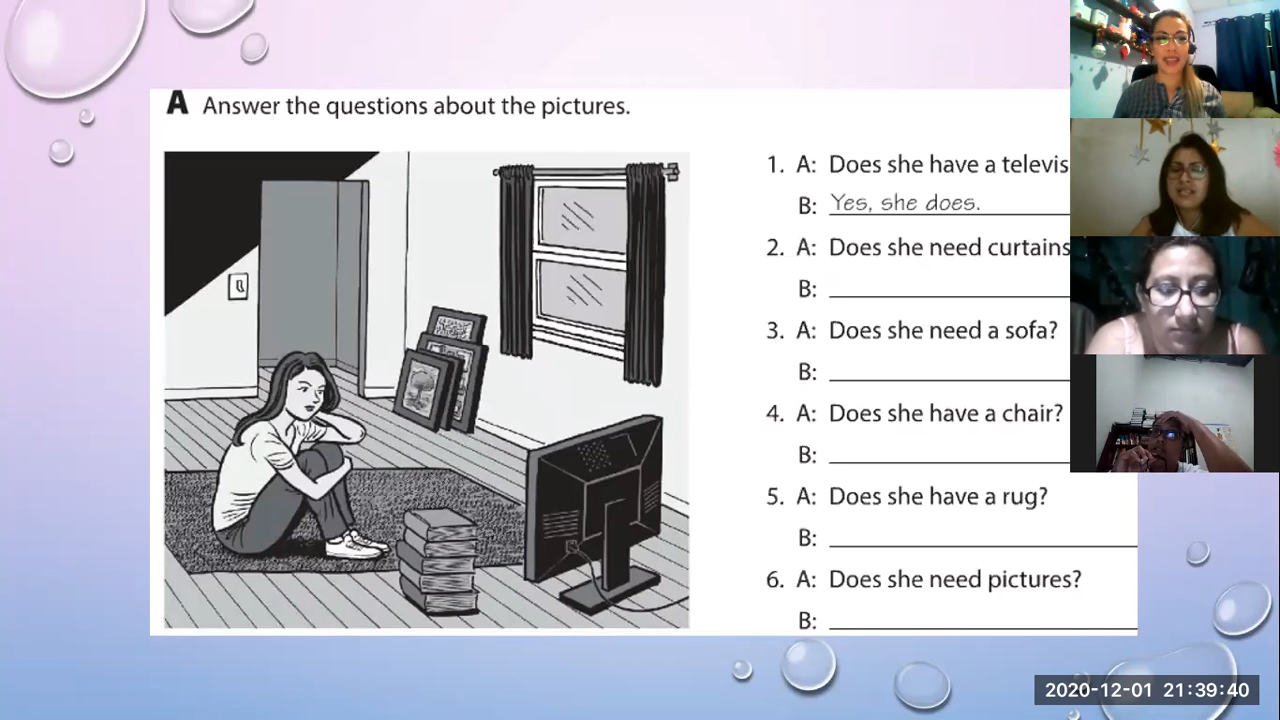 A Answer the questions about the pictures.
1. A: Does she have a televis
B: Yes, she does.
2. A: Does she need curtains
B:
3. A: Does she need a sofa?
B:
4. A: Does she have a chair?
B:
5. A: Does she have a rug?
B:
6. A: Does she need pictures?
B:
2020-12-01 21:39:40